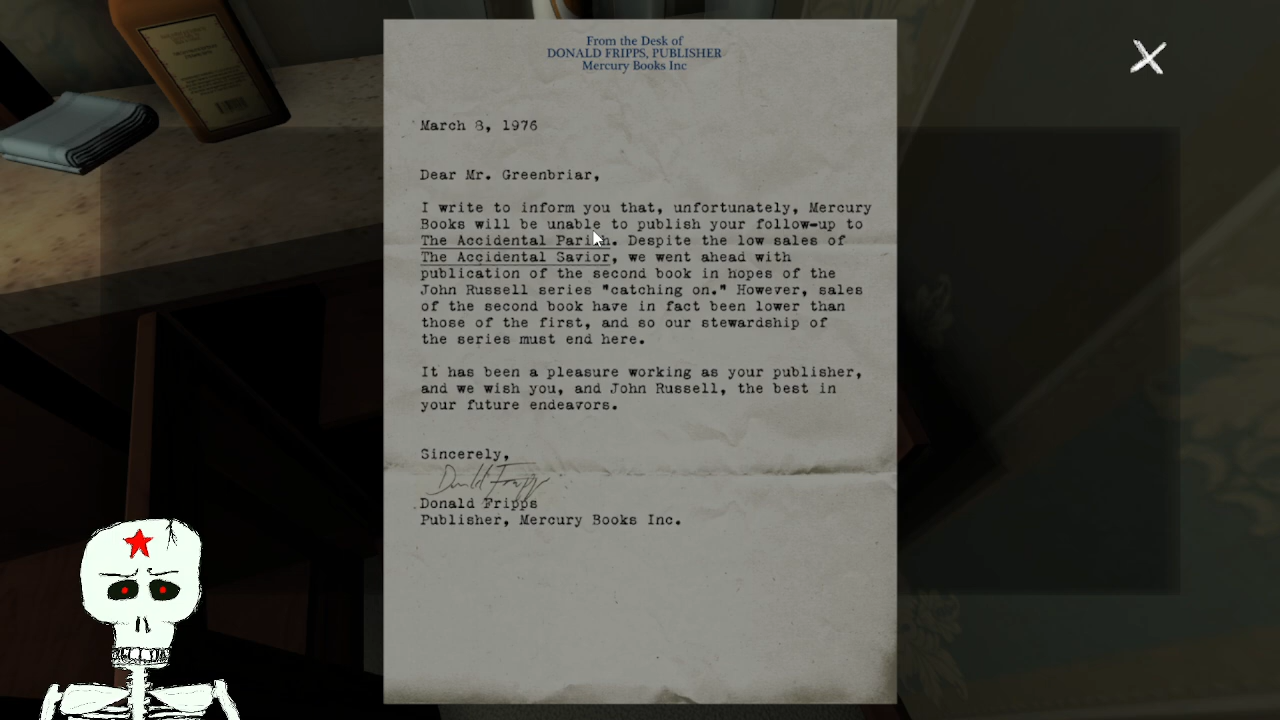 From the Desk of
DONALD FRIPPS, PUBLISHER
Mercury Books Inc
March 8, 1976
Dear Mr. Greenbriar,
I write to inform you that, unfortunately, Mercury
Books will be unable to publish your follow-up to
The Accidental Pariah. Despite the low sales of
The Accidental Savior, we went ahead with
publication of the second book in hopes of the
John Russell series "catching on." However, sales
of the second book have in fact been lower than
those of the first, and so our stewardship of
the series must end here.
It has been a pleasure working as your publisher,
and we wish you, and John Russell, the best in
your future endeavors.
Sincerely,
Donald Fripps
Donald Fripps
Publisher, Mercury Books Inc.